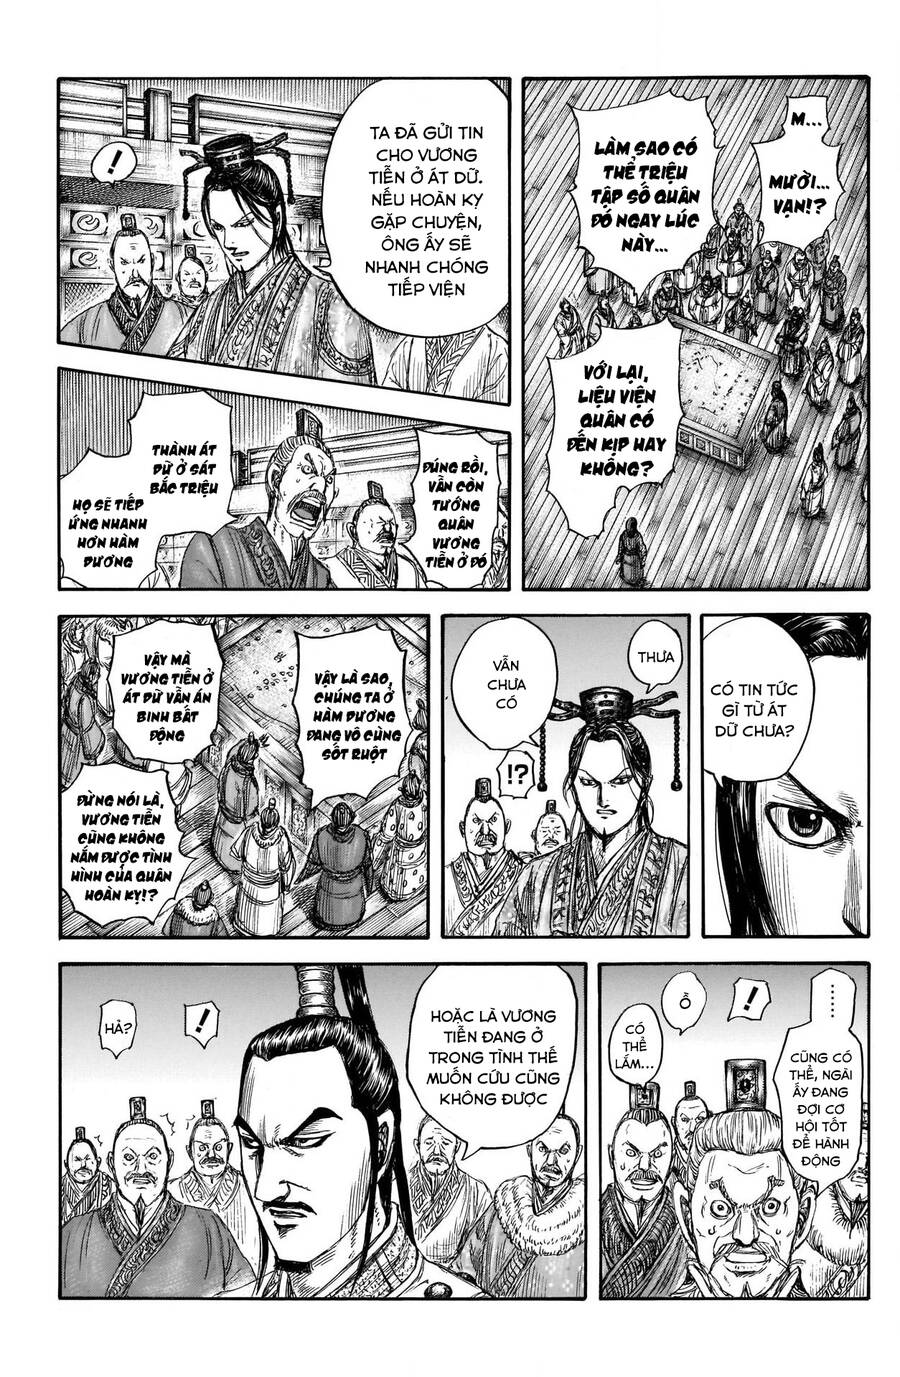 M...
MƯỜI...
VẠN!?
LÀM SAO CÓ
THỂ TRIỆU
TẬP SỐ QUÂN
ĐÓ NGAY LÚC
NÀY...
VỚI LẠI,
LIỆU VIỆN
QUÂN CÓ
ĐẾN KỊP HAY
KHÔNG?
TA ĐÃ GỬI TIN
CHO VƯƠNG
TIỄN Ở ÁT DỮ.
NẾU HOÀN KỴ
GẶP CHUYỆN,
ÔNG ẤY SẼ
NHANH CHÓNG
TIẾP VIỆN
!
ĐÚNG RỒI,
VẪN CÒN
TƯỚNG
QUÂN
VƯƠNG
TIỄN Ở ĐÓ
THÀNH ÁT
DỮ Ở SÁT
BẮC TRIỆU
HỌ SẼ TIẾP
ỨNG NHANH
HƠN HÀM
DƯƠNG
CÓ TIN TỨC
GÌ TỪ ÁT
DỮ CHƯA?
THƯA
VẪN
CHƯA
CÓ
!?
VẬY LÀ SAO,
CHÚNG TA Ở
HÀM DƯƠNG
ĐANG VÔ CÙNG
SỐT RUỘT
VẬY MÀ
VƯƠNG TIỄN Ở
ÁT DỮ VẪN ÁN
BINH BẤT
ĐỘNG
ĐỪNG NÓI LÀ,
VƯƠNG TIỄN
CŨNG KHÔNG
NẮM ĐƯỢC TÌNH
HÌNH CỦA QUÂN
HOÀN KỴ!?
......
CŨNG CÓ
THỂ, NGÀI
ẤY ĐANG
ĐỢI CƠ
HỘI TỐT
ĐỂ HÀNH
ĐỘNG
!
Ồ
CÓ
THỂ
LẮM...
HOẶC LÀ VƯƠNG
TIỄN ĐANG Ở
TRONG TÌNH THẾ
MUỐN CỨU CŨNG
KHÔNG ĐƯỢC
!
HẢ?